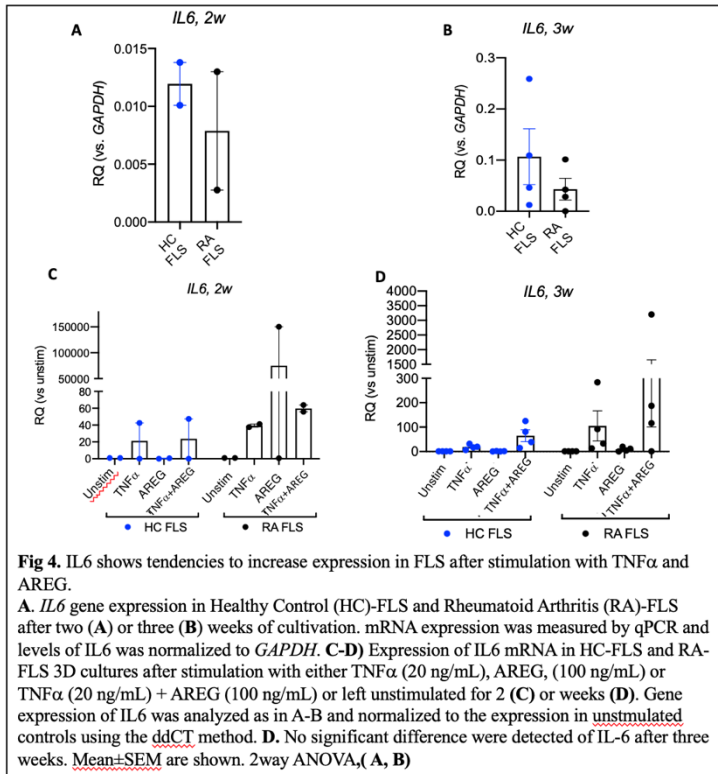 A
IL6, 2w
RQ (vs. GAPDH)
0.015
0.010
0.005
0.000
HC FLS
RA FLS
B
IL6, 3w
RQ (vs. GAPDH)
0.3
0.2
0.1
0.0
HC FLS
RA FLS
C
IL6, 2w
RQ (vs unstim)
150000
100000
50000
80
60
40
20
0
Unstim
TNFα
AREG
TNFα+AREG
Unstim
TNFα
AREG
TNFα+AREG
HC FLS
RA FLS
D
IL6, 3w
RQ (vs unstim)
4000
3500
3000
2500
2000
1500
300
200
100
0
Unstim
TNFα
AREG
TNFα+AREG
Unstim
TNFα
AREG
TNFα+AREG
HC FLS
RA FLS
Fig 4. IL6 shows tendencies to increase expression in FLS after stimulation with TNFα and
AREG.
A. IL6 gene expression in Healthy Control (HC)-FLS and Rheumatoid Arthritis (RA)-FLS
after two (A) or three (B) weeks of cultivation. mRNA expression was measured by qPCR and
levels of IL6 was normalized to GAPDH. C-D) Expression of IL6 mRNA in HC-FLS and RA-
FLS 3D cultures after stimulation with either TNFα (20 ng/mL), AREG, (100 ng/mL) or
TNFα (20 ng/mL) + AREG (100 ng/mL) or left unstimulated for 2 (C) or weeks (D). Gene
expression of IL6 was analyzed as in A-B and normalized to the expression in unstmulated
controls using the ddCT method. D. No significant difference were detected of IL-6 after three
weeks. Mean±SEM are shown. 2way ANOVA,( A, B)